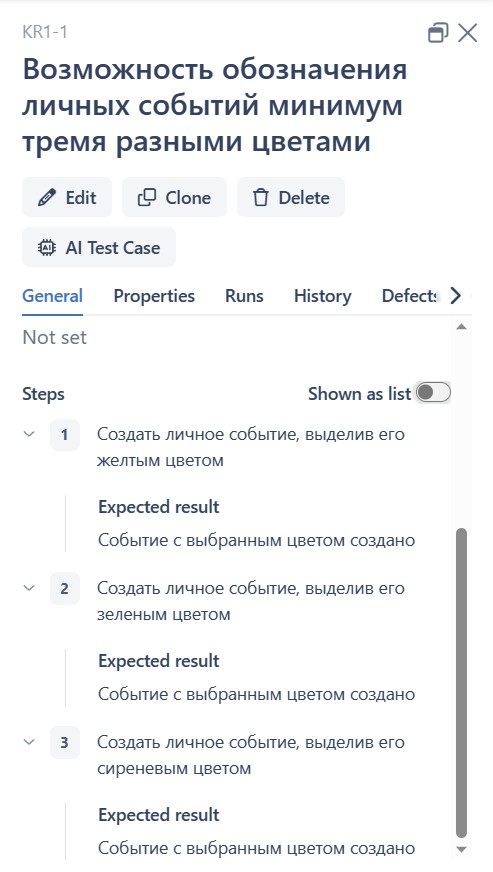 KR1-1
Возможность обозначения
личных событий минимум
тремя разными цветами
Edit
Clone
Delete
AI Test Case
General
Properties
Runs
History
Defects
Not set
Steps
Shown as list
1
Создать личное событие, выделив его
желтым цветом
Expected result
Событие с выбранным цветом создано
2
Создать личное событие, выделив его
зеленым цветом
Expected result
Событие с выбранным цветом создано
3
Создать личное событие, выделив его
сиреневым цветом
Expected result
Событие с выбранным цветом создано